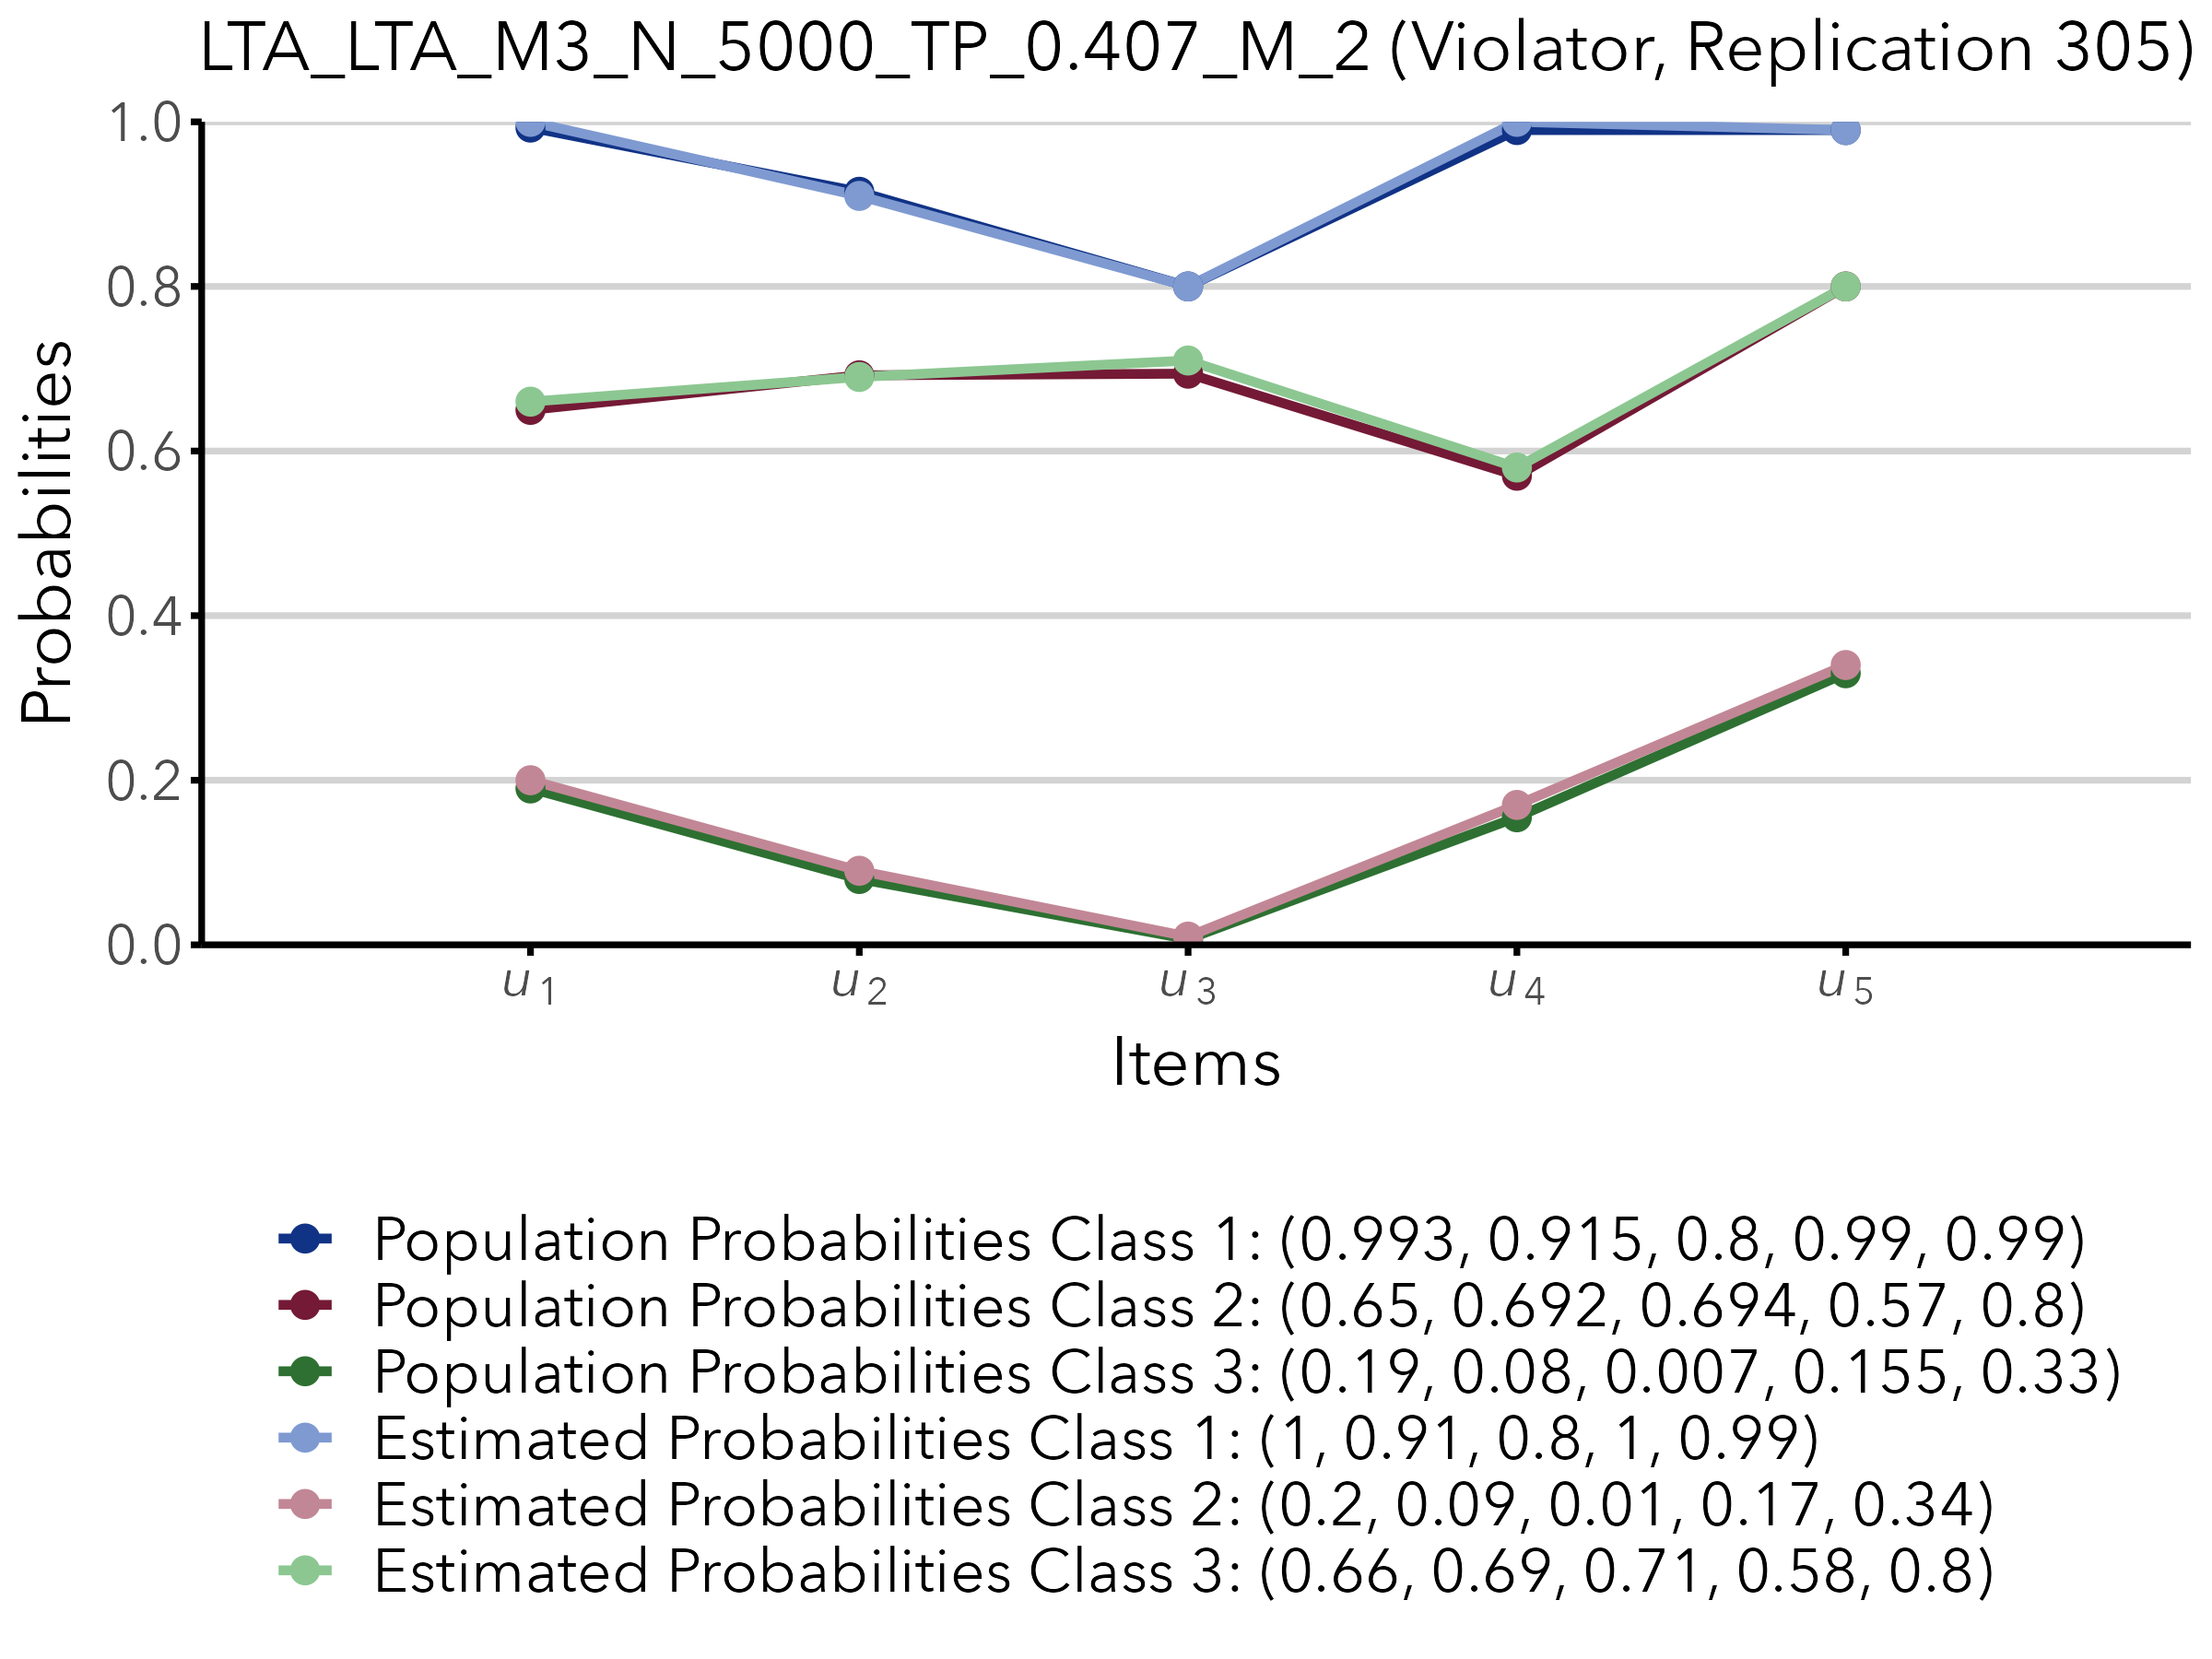 LTA_LTA_M3_N_5000_TP_0.407_M_2 (Violator, Replication 305)
Probabilities
1.0
0.8
0.6
0.4
0.2
0.0
u1 u2 u3 u4 u5
Items
Population Probabilities Class 1: (0.993, 0.915, 0.8, 0.99, 0.99)
Population Probabilities Class 2: (0.65, 0.692, 0.694, 0.57, 0.8)
Population Probabilities Class 3: (0.19, 0.08, 0.007, 0.155, 0.33)
Estimated Probabilities Class 1: (1, 0.91, 0.8, 1, 0.99)
Estimated Probabilities Class 2: (0.2, 0.09, 0.01, 0.17, 0.34)
Estimated Probabilities Class 3: (0.66, 0.69, 0.71, 0.58, 0.8)